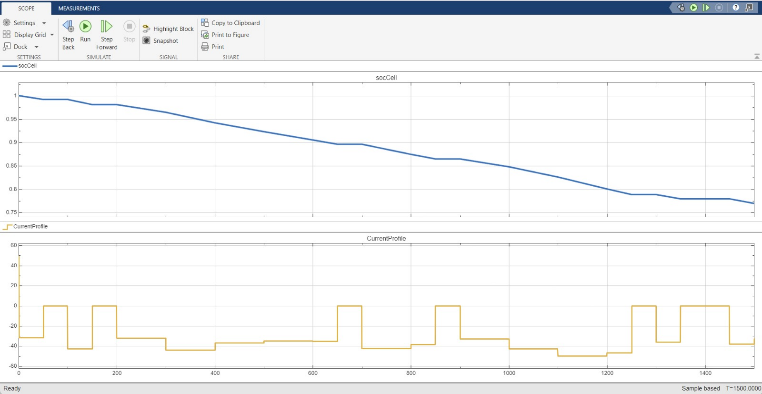 SCOPE MEASUREMENTS
Settings
Display Grid
Dock
SETTINGS
Step Back
Run
Step Forward
Stop
SIMULATE
Highlight Block
Snapshot
SIGNAL
Copy to Clipboard
Print to Figure
Print
SHARE
socCell
socCell
1
0.95
0.9
0.85
0.8
0.75
CurrentProfile
CurrentProfile
60
40
20
0
-20
-40
-60
0 200 400 600 800 1000 1200 1400
Ready Sample based T=1500.0000